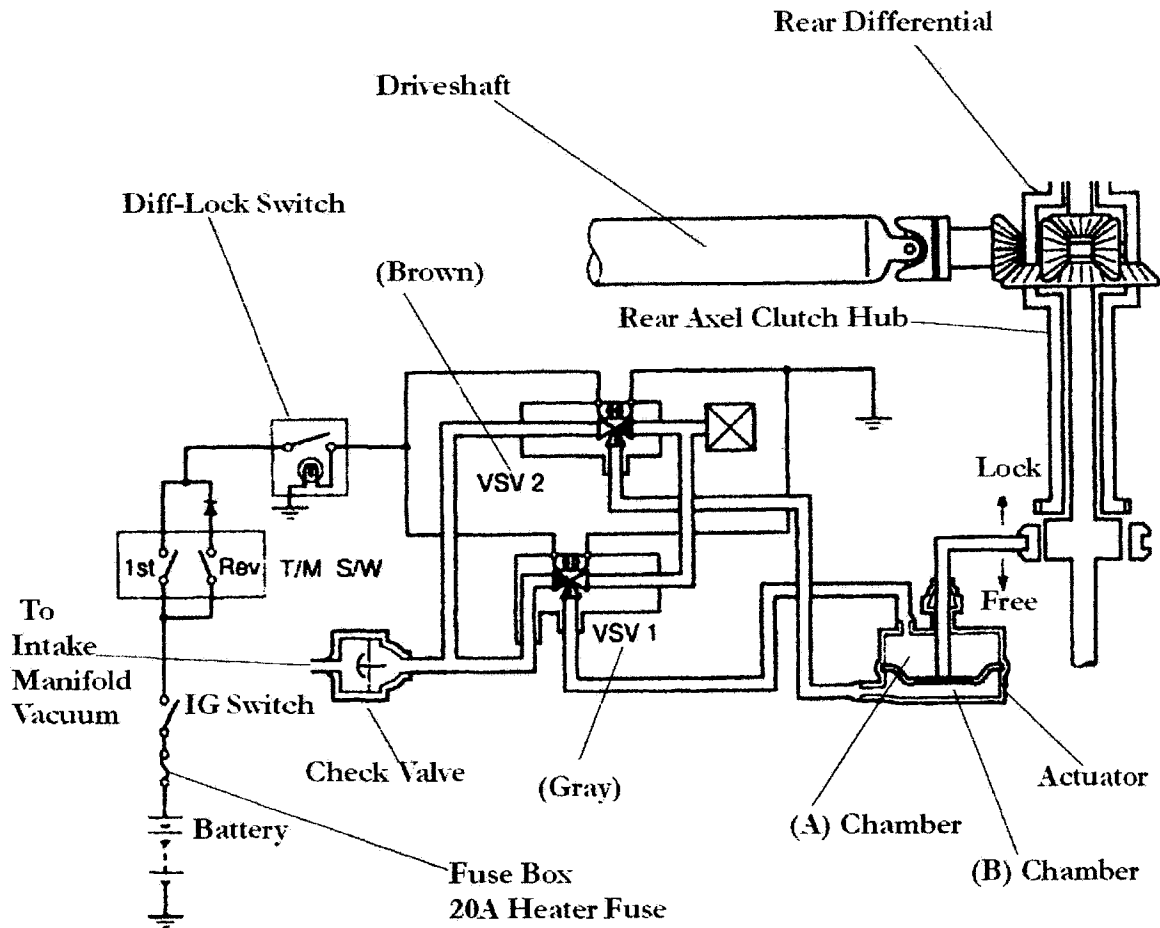 Rear Differential
Driveshaft
Diff-Lock Switch
(Brown)
Rear Axel Clutch Hub
VSV 2
Lock
1st
Rev
T/M S/W
Free
To
Intake
Manifold
Vacuum
VSV 1
IG Switch
Check Valve
(Gray)
Actuator
(A) Chamber
Battery
(B) Chamber
Fuse Box
20A Heater Fuse